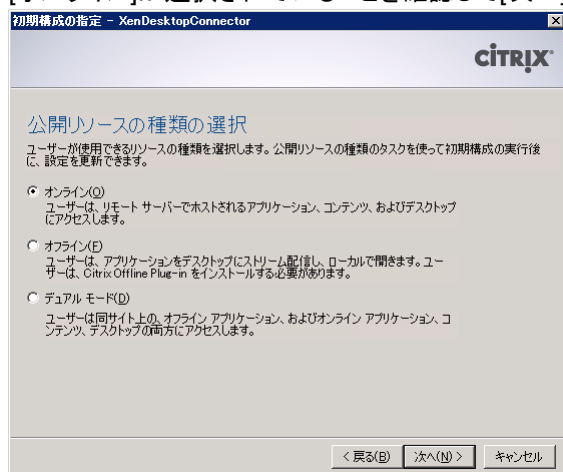 初期構成の指定 - XenDesktopConnector
CITRIX
公開リソースの種類の選択
ユーザーが使用できるリソースの種類を選択します。公開リソースの種類のタスクを使って初期構成の実行後
に、設定を更新できます。
オンライン(O)
ユーザーは、リモート サーバーでホストされるアプリケーション、コンテンツ、およびデスクトップ
にアクセスします。
オフライン(F)
ユーザーは、アプリケーションをデスクトップにストリーム配信し、ローカルで開きます。ユー
ザーは、Citrix Offline Plug-in をインストールする必要があります。
デュアル モード(D)
ユーザーは同サイト上の、オフライン アプリケーション、およびオンライン アプリケーション、コ
ンテンツ、デスクトップの両方にアクセスします。
< 戻る(B) 次へ(N) > キャンセル